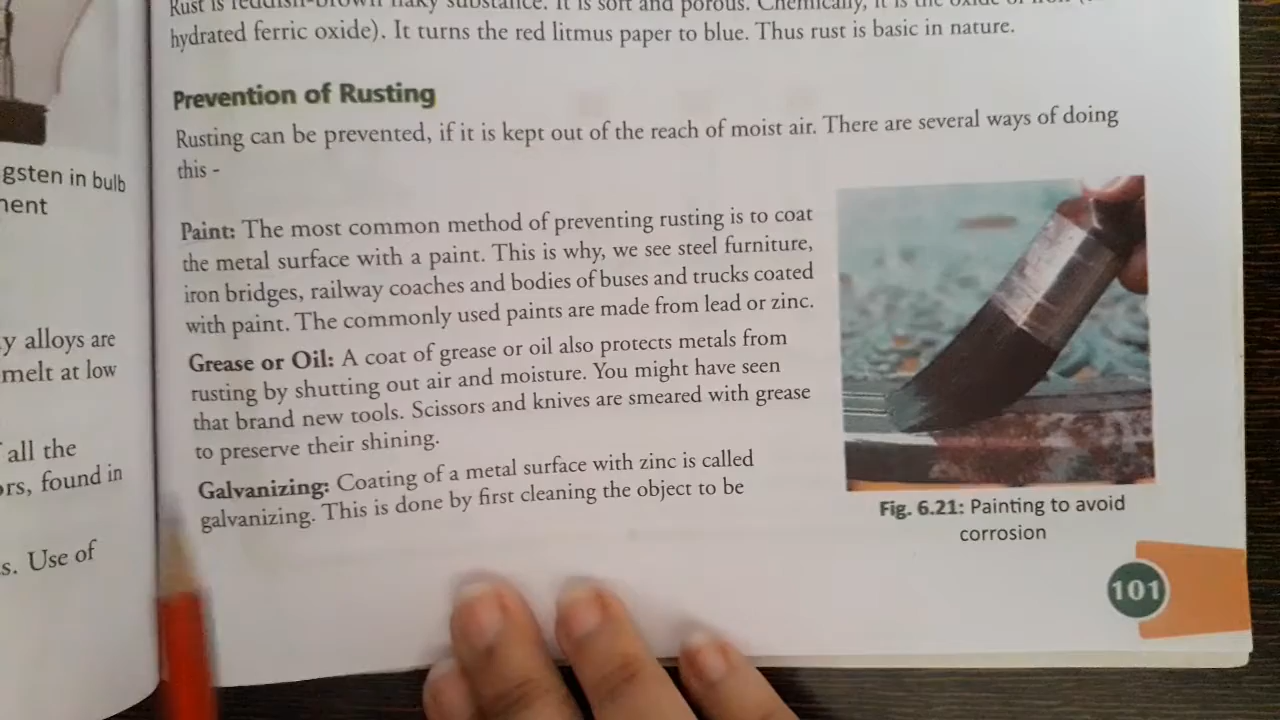 gsten in bulb
y alloys are
melt at low
all the
ors, found in
s. Use of
Rust is reddish-brown flaky substance. It is soft and porous. Chemically, it is the oxide of iron (
hydrated ferric oxide). It turns the red litmus paper to blue. Thus rust is basic in nature.
Prevention of Rusting
Rusting can be prevented, if it is kept out of the reach of moist air. There are several ways of doing
this -
Paint: The most common method of preventing rusting is to coat
the metal surface with a paint. This is why, we see steel furniture,
iron bridges, railway coaches and bodies of buses and trucks coated
with paint. The commonly used paints are made from lead or zinc.
Grease or Oil: A coat of grease or oil also protects metals from
rusting by shutting out air and moisture. You might have seen
that brand new tools. Scissors and knives are smeared with grease
to preserve their shining.
Galvanizing: Coating of a metal surface with zinc is called
galvanizing. This is done by first cleaning the object to be
Fig. 6.21: Painting to avoid
corrosion
101